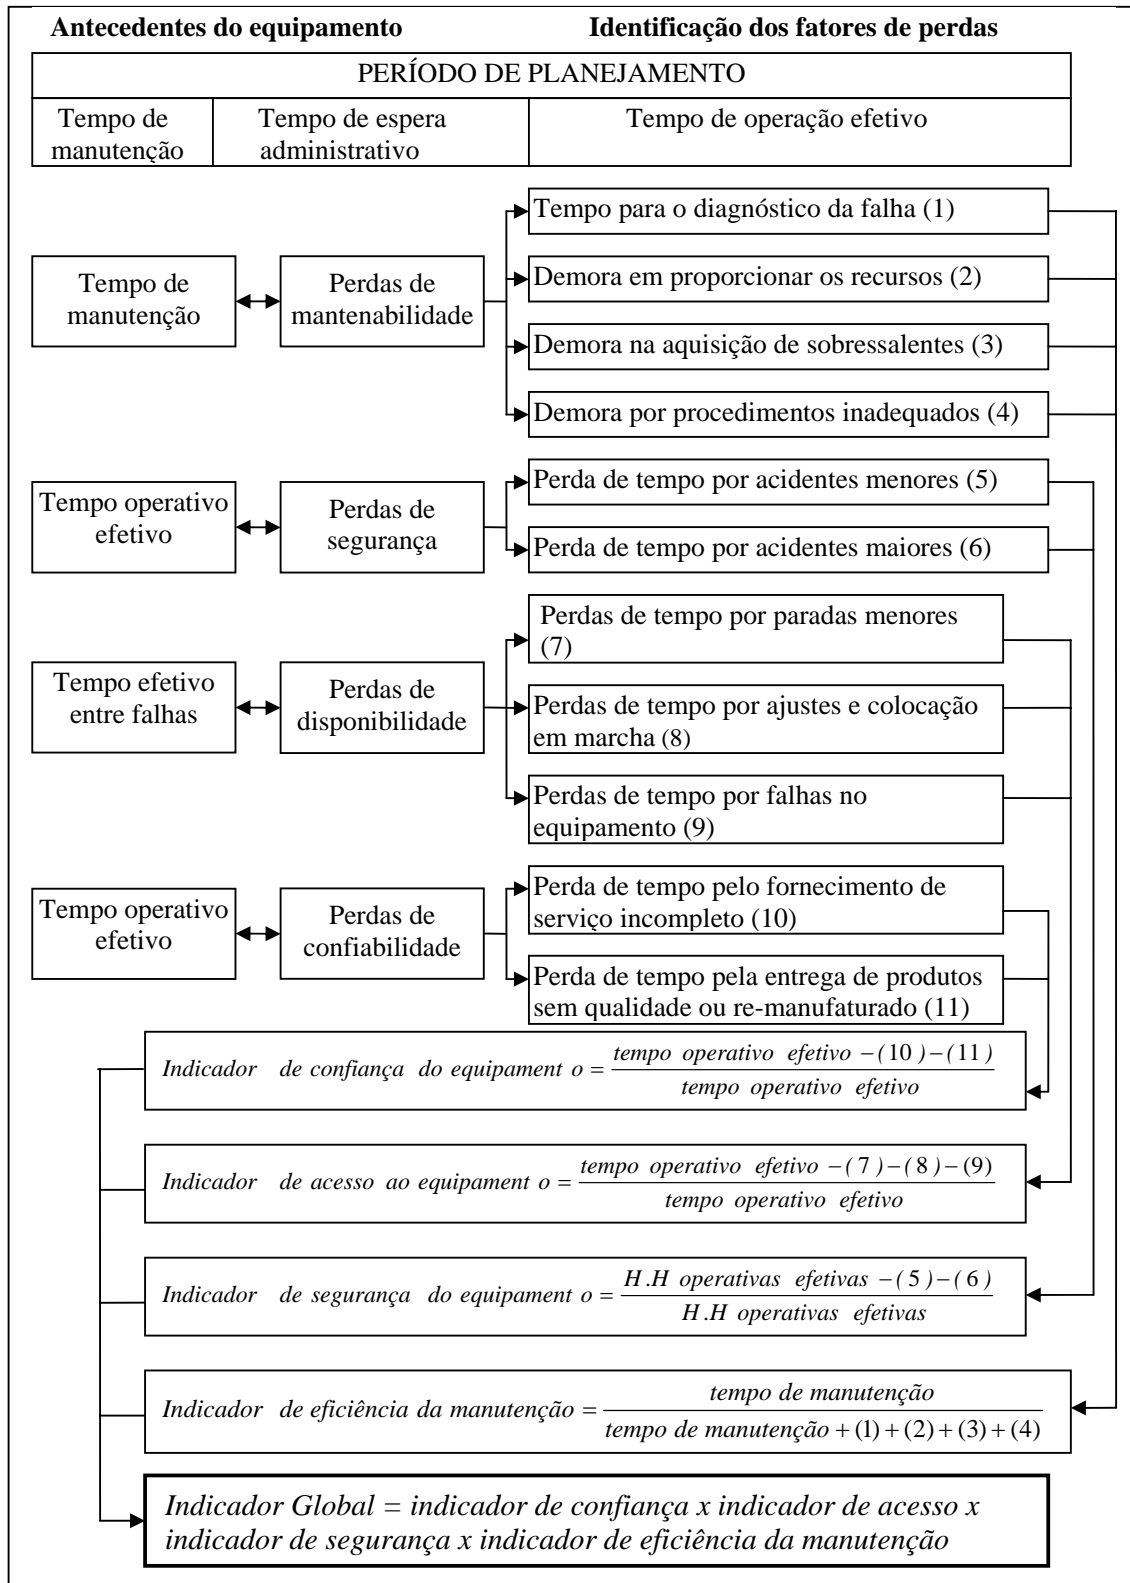 Antecedentes do equipamento
Identificação dos fatores de perdas
PERÍODO DE PLANEJAMENTO
Tempo de
manutenção
Tempo de espera
administrativo
Tempo de operação efetivo
Tempo de
manutenção
Perdas de
mantenabilidade
Tempo para o diagnóstico da falha (1)
Demora em proporcionar os recursos (2)
Demora na aquisição de sobressalentes (3)
Demora por procedimentos inadequados (4)
Tempo operativo
efetivo
Perdas de
segurança
Perda de tempo por acidentes menores (5)
Perda de tempo por acidentes maiores (6)
Tempo efetivo
entre falhas
Perdas de
disponibilidade
Perdas de tempo por paradas menores
(7)
Perdas de tempo por ajustes e colocação
em marcha (8)
Perdas de tempo por falhas no
equipamento (9)
Tempo operativo
efetivo
Perdas de
confiabilidade
Perda de tempo pelo fornecimento de
serviço incompleto (10)
Perda de tempo pela entrega de produtos
sem qualidade ou re-manufaturado (11)
Indicador de confiança do equipament o =
tempo operativo efetivo -(10)-(11)
tempo operativo efetivo
Indicador de acesso ao equipament o =
tempo operativo efetivo -(7)-(8)-(9)
tempo operativo efetivo
Indicador de segurança do equipament o =
H.H operativas efetivas -(5)-(6)
H.H operativas efetivas
Indicador de eficiência da manutenção =
tempo de manutenção
tempo de manutenção + (1) + (2) + (3) + (4)
Indicador Global = indicador de confiança x indicador de acesso x
indicador de segurança x indicador de eficiência da manutenção